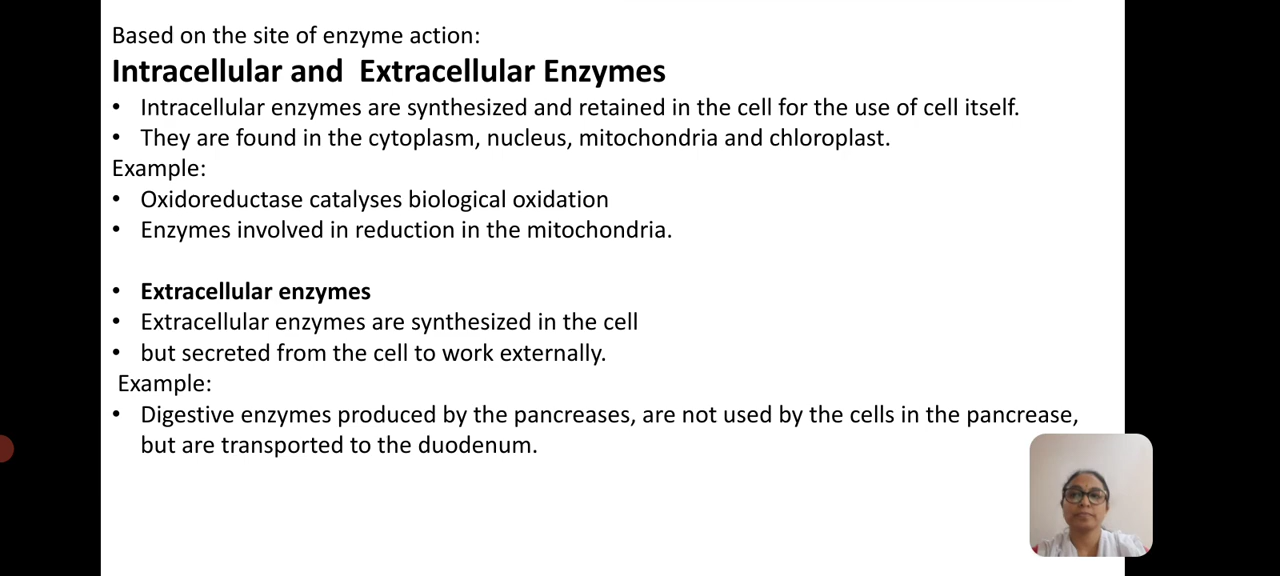 Based on the site of enzyme action:
Intracellular and  Extracellular Enzymes
• Intracellular enzymes are synthesized and retained in the cell for the use of cell itself.
• They are found in the cytoplasm, nucleus, mitochondria and chloroplast.
Example:
• Oxidoreductase catalyses biological oxidation
• Enzymes involved in reduction in the mitochondria.
• Extracellular enzymes
• Extracellular enzymes are synthesized in the cell
• but secreted from the cell to work externally.
Example:
• Digestive enzymes produced by the pancreases, are not used by the cells in the pancrease,
but are transported to the duodenum.